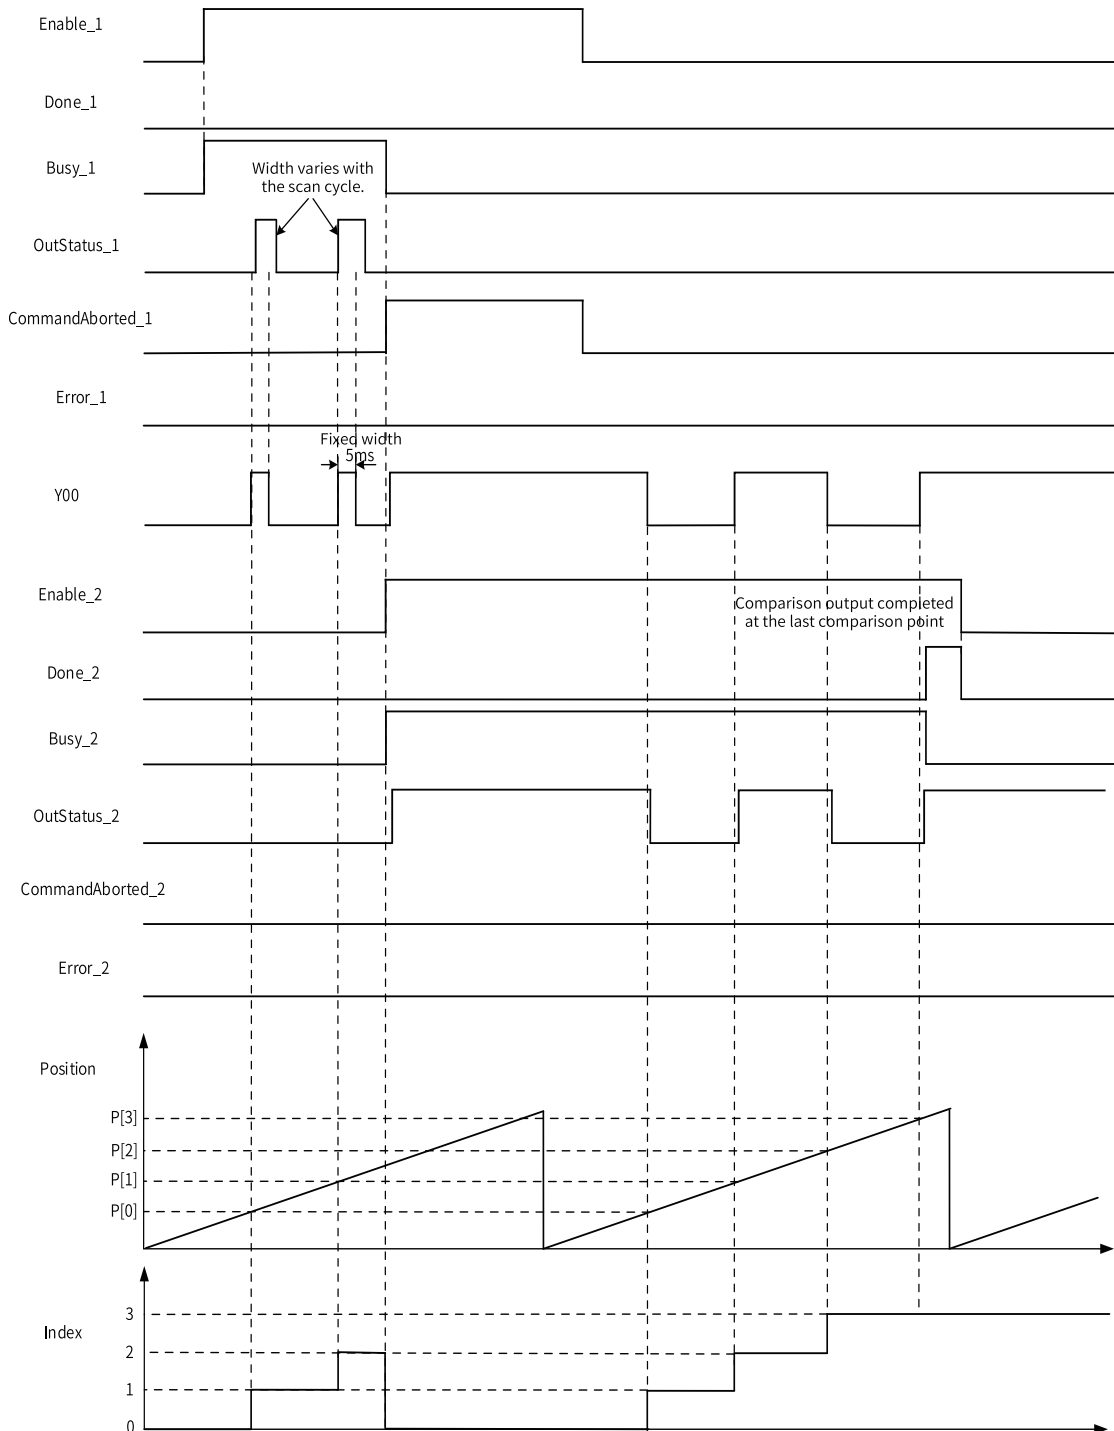 Enable_1
Done_1
Busy_1
Width varies with
the scan cycle.
OutStatus_1
CommandAborted_1
Error_1
Fixed width
5ms
Y00
Enable_2
Comparison output completed
at the last comparison point
Done_2
Busy_2
OutStatus_2
CommandAborted_2
Error_2
Position
P[3]
P[2]
P[1]
P[0]
3
Index
2
1
0